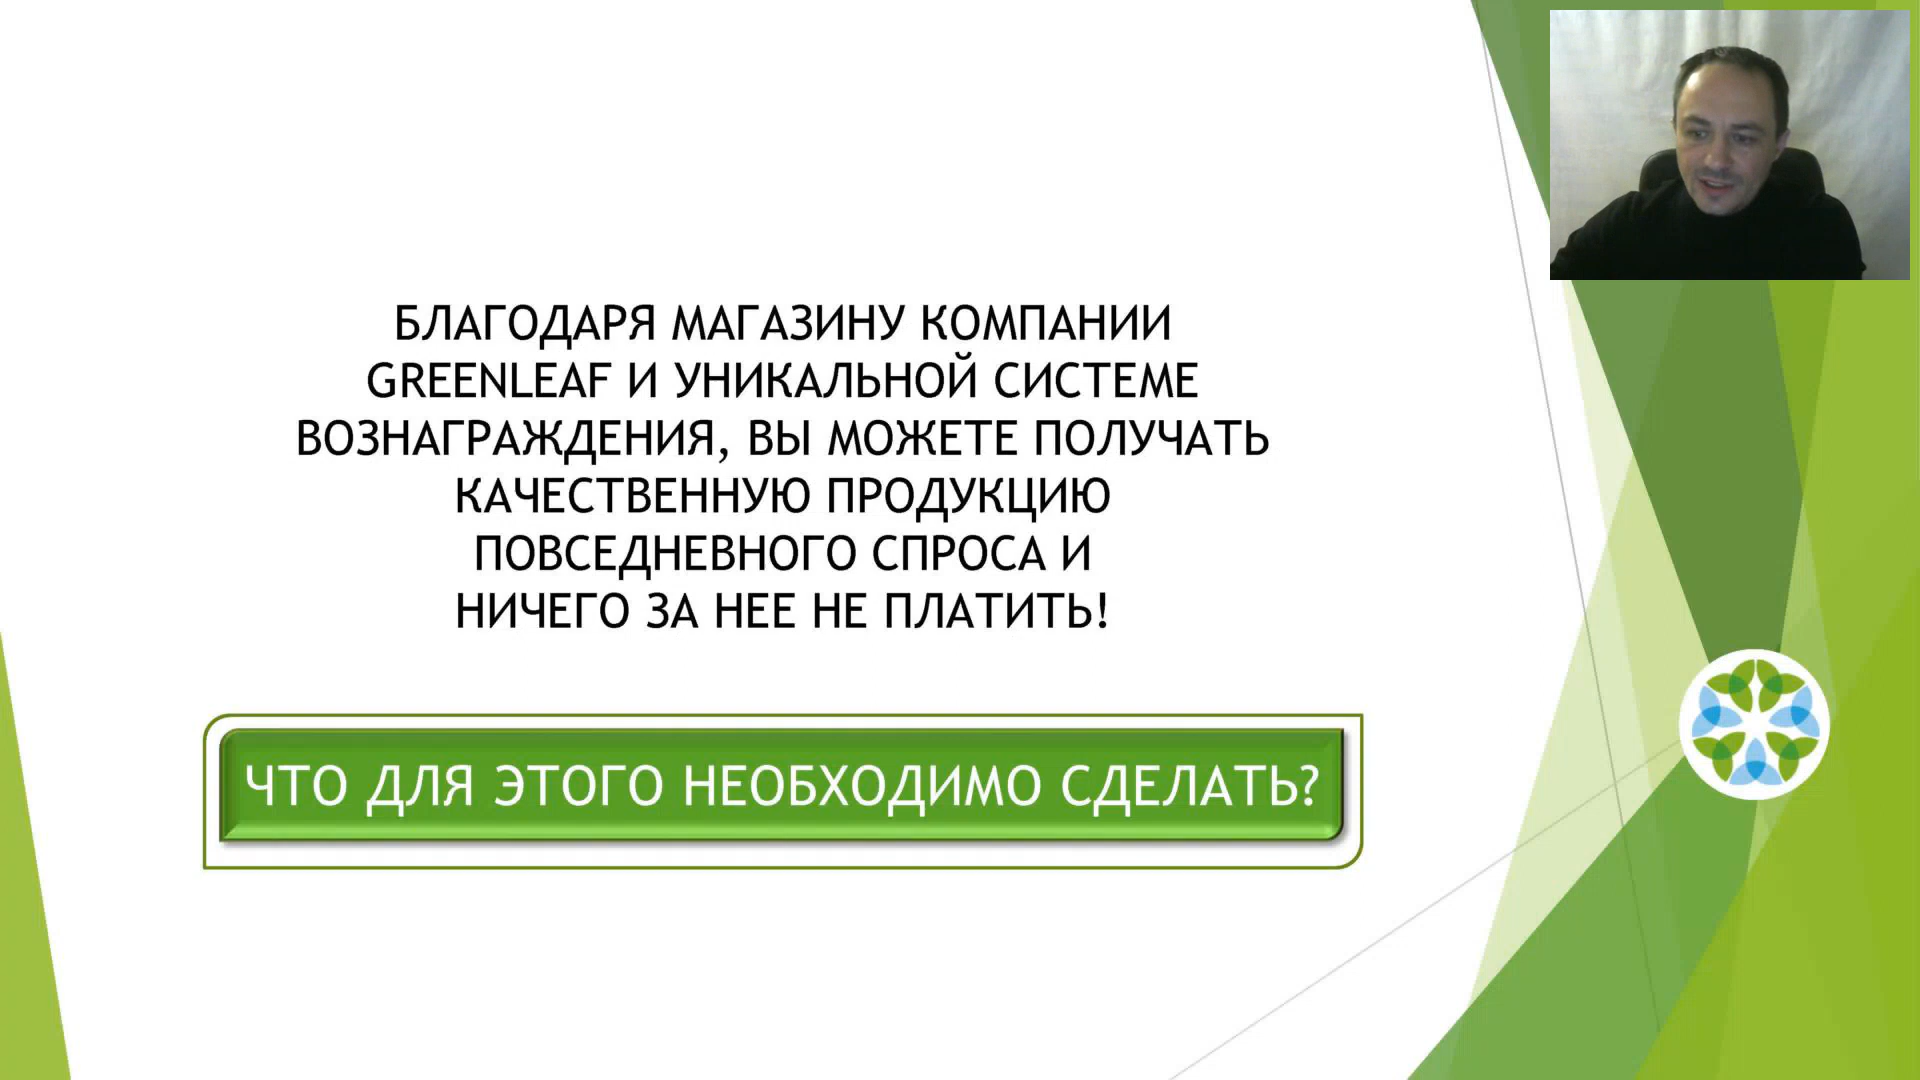 БЛАГОДАРЯ МАГАЗИНУ КОМПАНИИ
GREENLEAF И УНИКАЛЬНОЙ СИСТЕМЕ
ВОЗНАГРАЖДЕНИЯ, ВЫ МОЖЕТЕ ПОЛУЧАТЬ
КАЧЕСТВЕННУЮ ПРОДУКЦИЮ
ПОВСЕДНЕВНОГО СПРОСА И
НИЧЕГО ЗА НЕЕ НЕ ПЛАТИТЬ!
ЧТО ДЛЯ ЭТОГО НЕОБХОДИМО СДЕЛАТЬ?